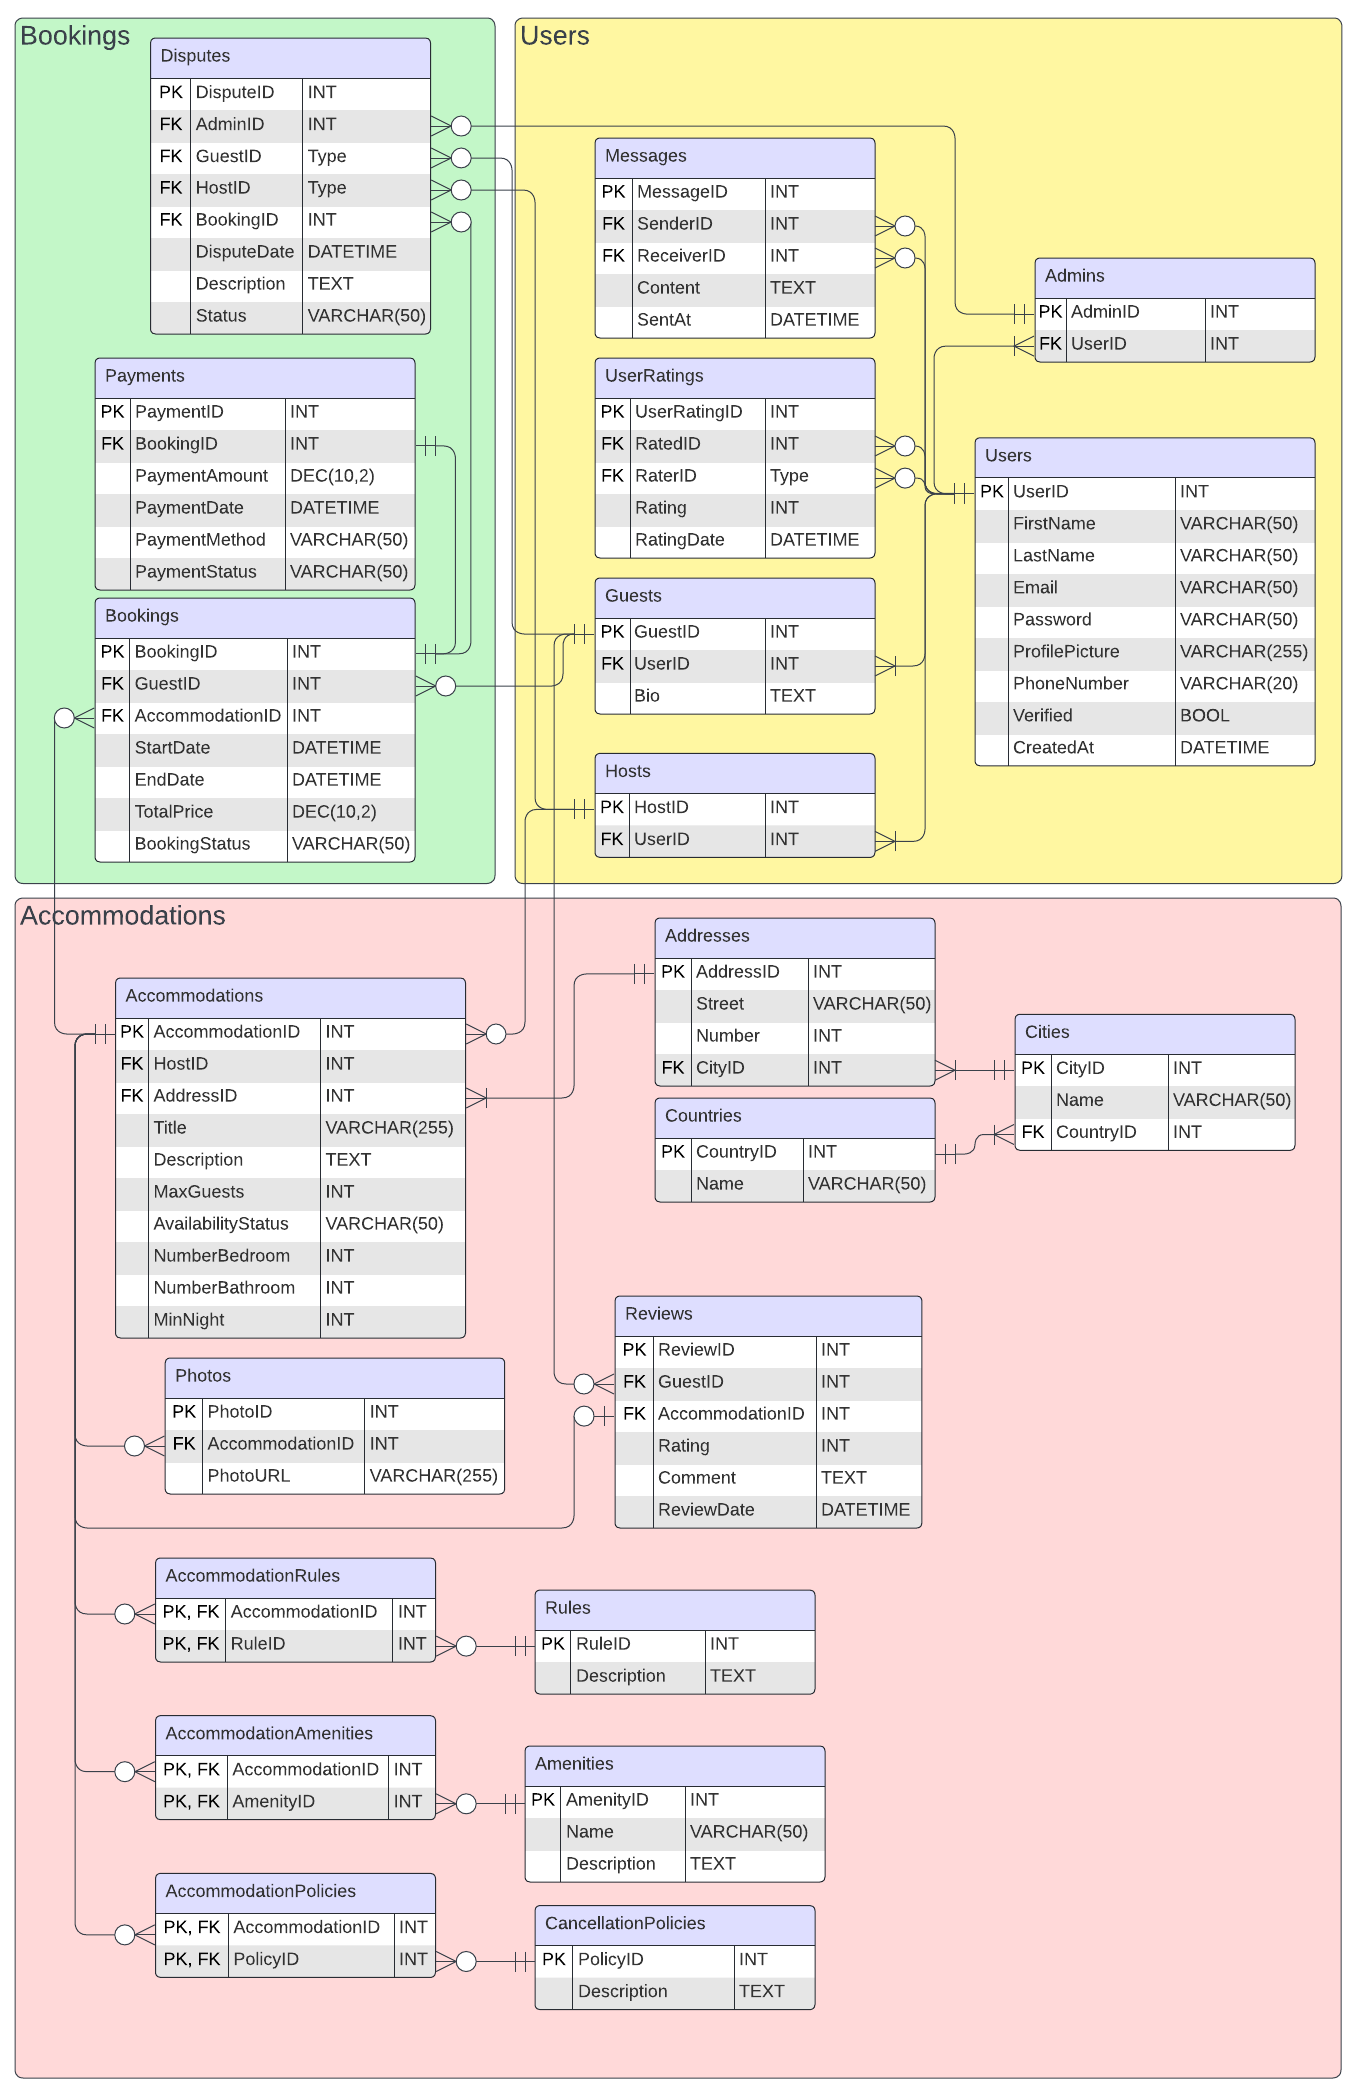 Bookings
Disputes
PK DisputeID INT
FK AdminID INT
FK GuestID Type
FK HostID Type
FK BookingID INT
DisputeDate DATETIME
Description TEXT
Status VARCHAR(50)
Payments
PK PaymentID INT
FK BookingID INT
PaymentAmount DEC(10,2)
PaymentDate DATETIME
PaymentMethod VARCHAR(50)
PaymentStatus VARCHAR(50)
Bookings
PK BookingID INT
FK GuestID INT
FK AccommodationID INT
StartDate DATETIME
EndDate DATETIME
TotalPrice DEC(10,2)
BookingStatus VARCHAR(50)
Users
Messages
PK MessageID INT
FK SenderID INT
FK ReceiverID INT
Content TEXT
SentAt DATETIME
UserRatings
PK UserRatingID INT
FK RatedID INT
FK RaterID Type
Rating INT
RatingDate DATETIME
Guests
PK GuestID INT
FK UserID INT
Bio TEXT
Hosts
PK HostID INT
FK UserID INT
Admins
PK AdminID INT
FK UserID INT
Users
PK UserID INT
FirstName VARCHAR(50)
LastName VARCHAR(50)
Email VARCHAR(50)
Password VARCHAR(50)
ProfilePicture VARCHAR(255)
PhoneNumber VARCHAR(20)
Verified BOOL
CreatedAt DATETIME
Accommodations
Accommodations
PK AccommodationID INT
FK HostID INT
FK AddressID INT
Title VARCHAR(255)
Description TEXT
MaxGuests INT
AvailabilityStatus VARCHAR(50)
NumberBedroom INT
NumberBathroom INT
MinNight INT
Addresses
PK AddressID INT
Street VARCHAR(50)
Number INT
FK CityID INT
Cities
PK CityID INT
Name VARCHAR(50)
FK CountryID INT
Countries
PK CountryID INT
Name VARCHAR(50)
Reviews
PK ReviewID INT
FK GuestID INT
FK AccommodationID INT
Rating INT
Comment TEXT
ReviewDate DATETIME
Photos
PK PhotoID INT
FK AccommodationID INT
PhotoURL VARCHAR(255)
AccommodationRules
PK, FK AccommodationID INT
PK, FK RuleID INT
Rules
PK RuleID INT
Description TEXT
AccommodationAmenities
PK, FK AccommodationID INT
PK, FK AmenityID INT
Amenities
PK AmenityID INT
Name VARCHAR(50)
Description TEXT
AccommodationPolicies
PK, FK AccommodationID INT
PK, FK PolicyID INT
CancellationPolicies
PK PolicyID INT
Description TEXT